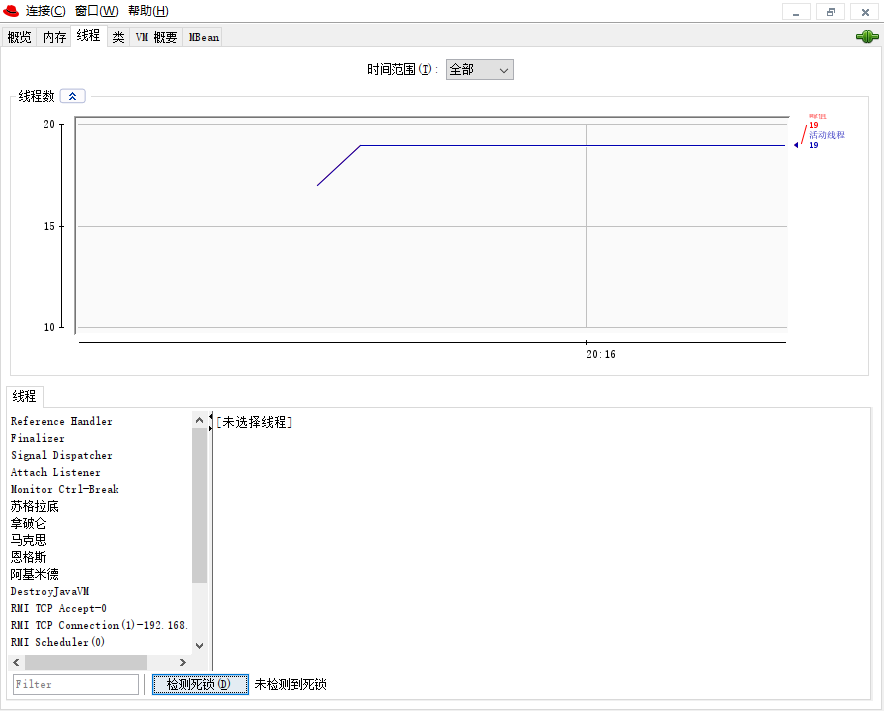 连接(C) 窗口(W) 帮助(H)
概览 内存 线程 类 VM 概要 MBean
时间范围(I): 全部
线程数
20
15
10
20:16
峰值
19
活动线程
19
线程
Reference Handler
Finalizer
Signal Dispatcher
Attach Listener
Monitor Ctrl-Break
苏格拉底
拿破仑
马克思
恩格斯
阿基米德
DestroyJavaVM
RMI TCP Accept-0
RMI TCP Connection(1)-192.168.
RMI Scheduler(0)
[未选择线程]
Filter
检测死锁(D) 未检测到死锁